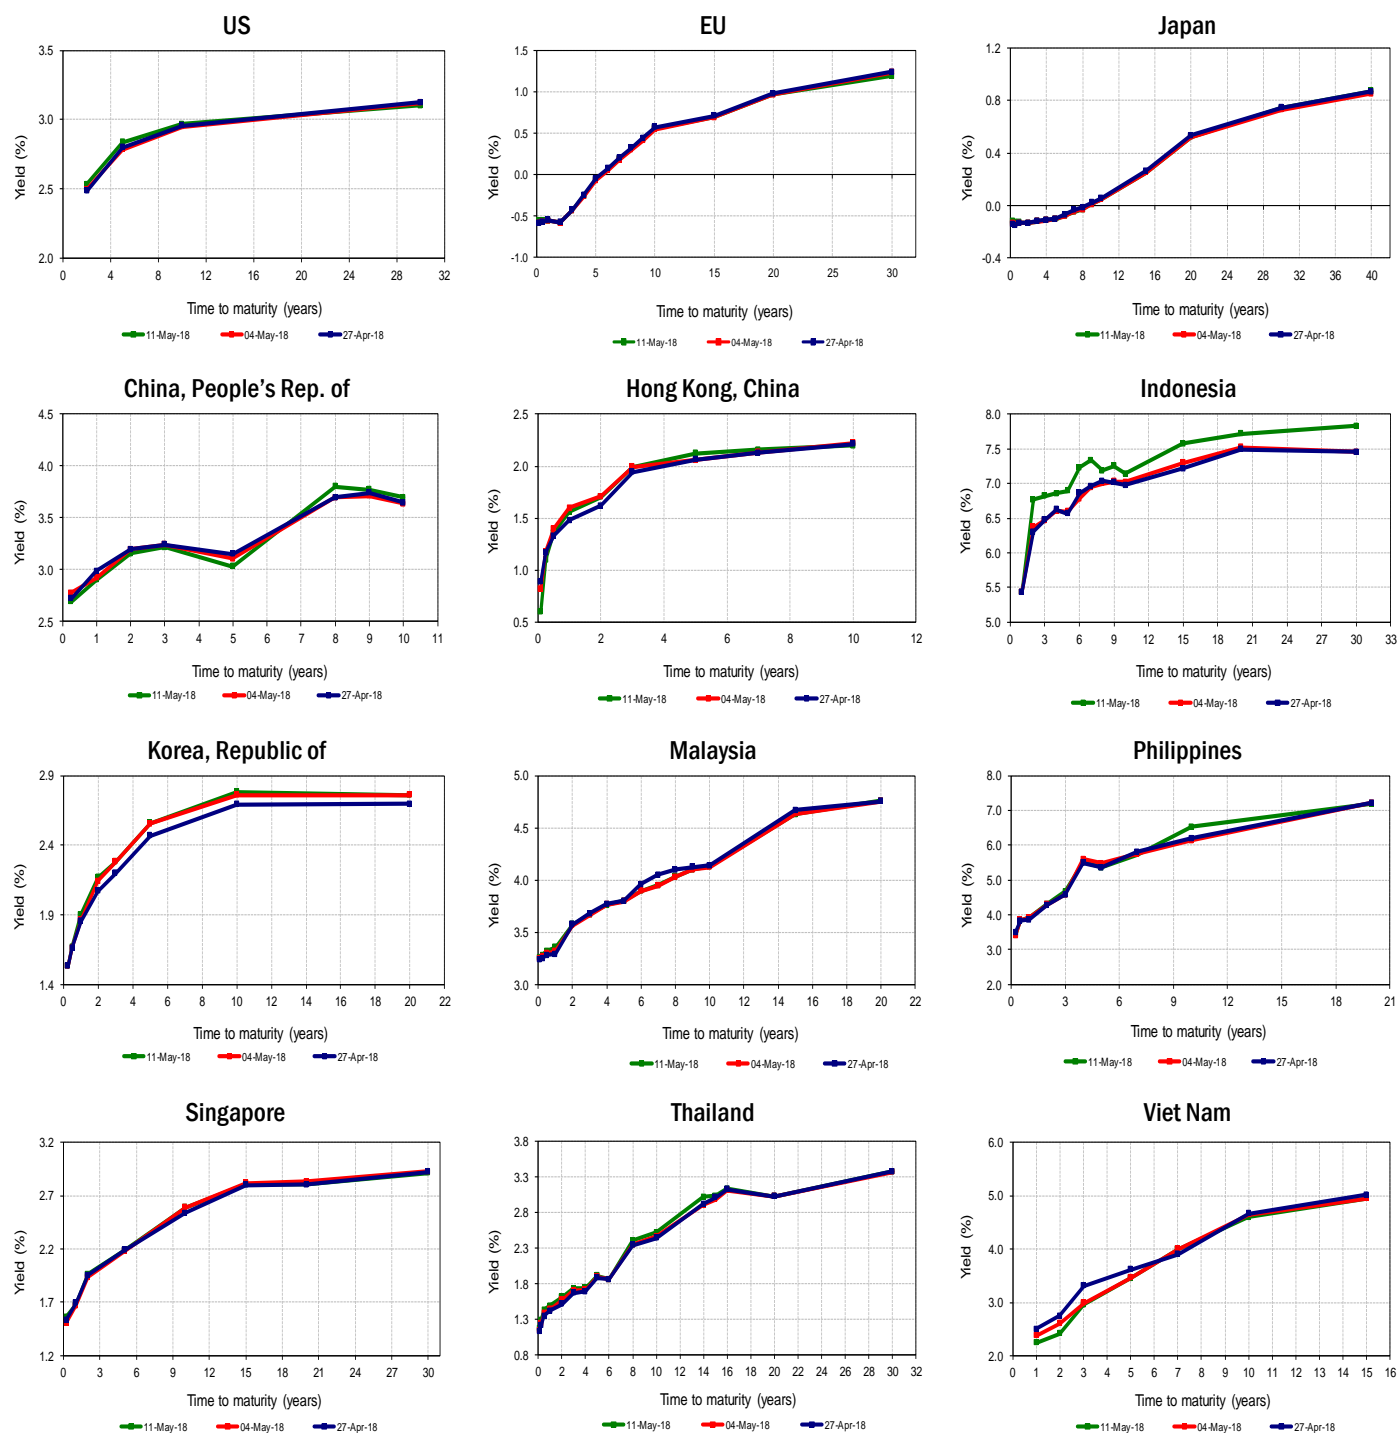 US
3.5
3.0
2.5
2.0
Yield (%)
0 4 8 12 16 20 24 28 32
Time to maturity (years)
11-May-18 04-May-18 27-Apr-18
EU
1.5
1.0
0.5
0.0
-0.5
-1.0
Yield (%)
0 5 10 15 20 25 30
Time to maturity (years)
11-May-18 04-May-18 27-Apr-18
Japan
1.2
0.8
0.4
0.0
-0.4
Yield (%)
0 4 8 12 16 20 24 28 32 36 40
Time to maturity (years)
11-May-18 04-May-18 27-Apr-18
China, People's Rep. of
4.5
4.0
3.5
3.0
2.5
Yield (%)
0 1 2 3 4 5 6 7 8 9 10 11
Time to maturity (years)
11-May-18 04-May-18 27-Apr-18
Hong Kong, China
2.5
2.0
1.5
1.0
0.5
Yield (%)
0 2 4 6 8 10 12
Time to maturity (years)
11-May-18 04-May-18 27-Apr-18
Indonesia
8.0
7.5
7.0
6.5
6.0
5.5
5.0
Yield (%)
0 3 6 9 12 15 18 21 24 27 30 33
Time to maturity (years)
11-May-18 04-May-18 27-Apr-18
Korea, Republic of
2.9
2.4
1.9
1.4
Yield (%)
0 2 4 6 8 10 12 14 16 18 20 22
Time to maturity (years)
11-May-18 04-May-18 27-Apr-18
Malaysia
5.0
4.5
4.0
3.5
3.0
Yield (%)
0 2 4 6 8 10 12 14 16 18 20 22
Time to maturity (years)
11-May-18 04-May-18 27-Apr-18
Philippines
8.0
7.0
6.0
5.0
4.0
3.0
2.0
Yield (%)
0 3 6 9 12 15 18 21
Time to maturity (years)
11-May-18 04-May-18 27-Apr-18
Singapore
3.2
2.7
2.2
1.7
1.2
Yield (%)
0 3 6 9 12 15 18 21 24 27 30
Time to maturity (years)
11-May-18 04-May-18 27-Apr-18
Thailand
3.8
3.3
2.8
2.3
1.8
1.3
0.8
Yield (%)
0 2 4 6 8 10 12 14 16 18 20 22 24 26 28 30 32
Time to maturity (years)
11-May-18 04-May-18 27-Apr-18
Viet Nam
6.0
5.0
4.0
3.0
2.0
Yield (%)
0 1 2 3 4 5 6 7 8 9 10 11 12 13 14 15 16
Time to maturity (years)
11-May-18 04-May-18 27-Apr-18